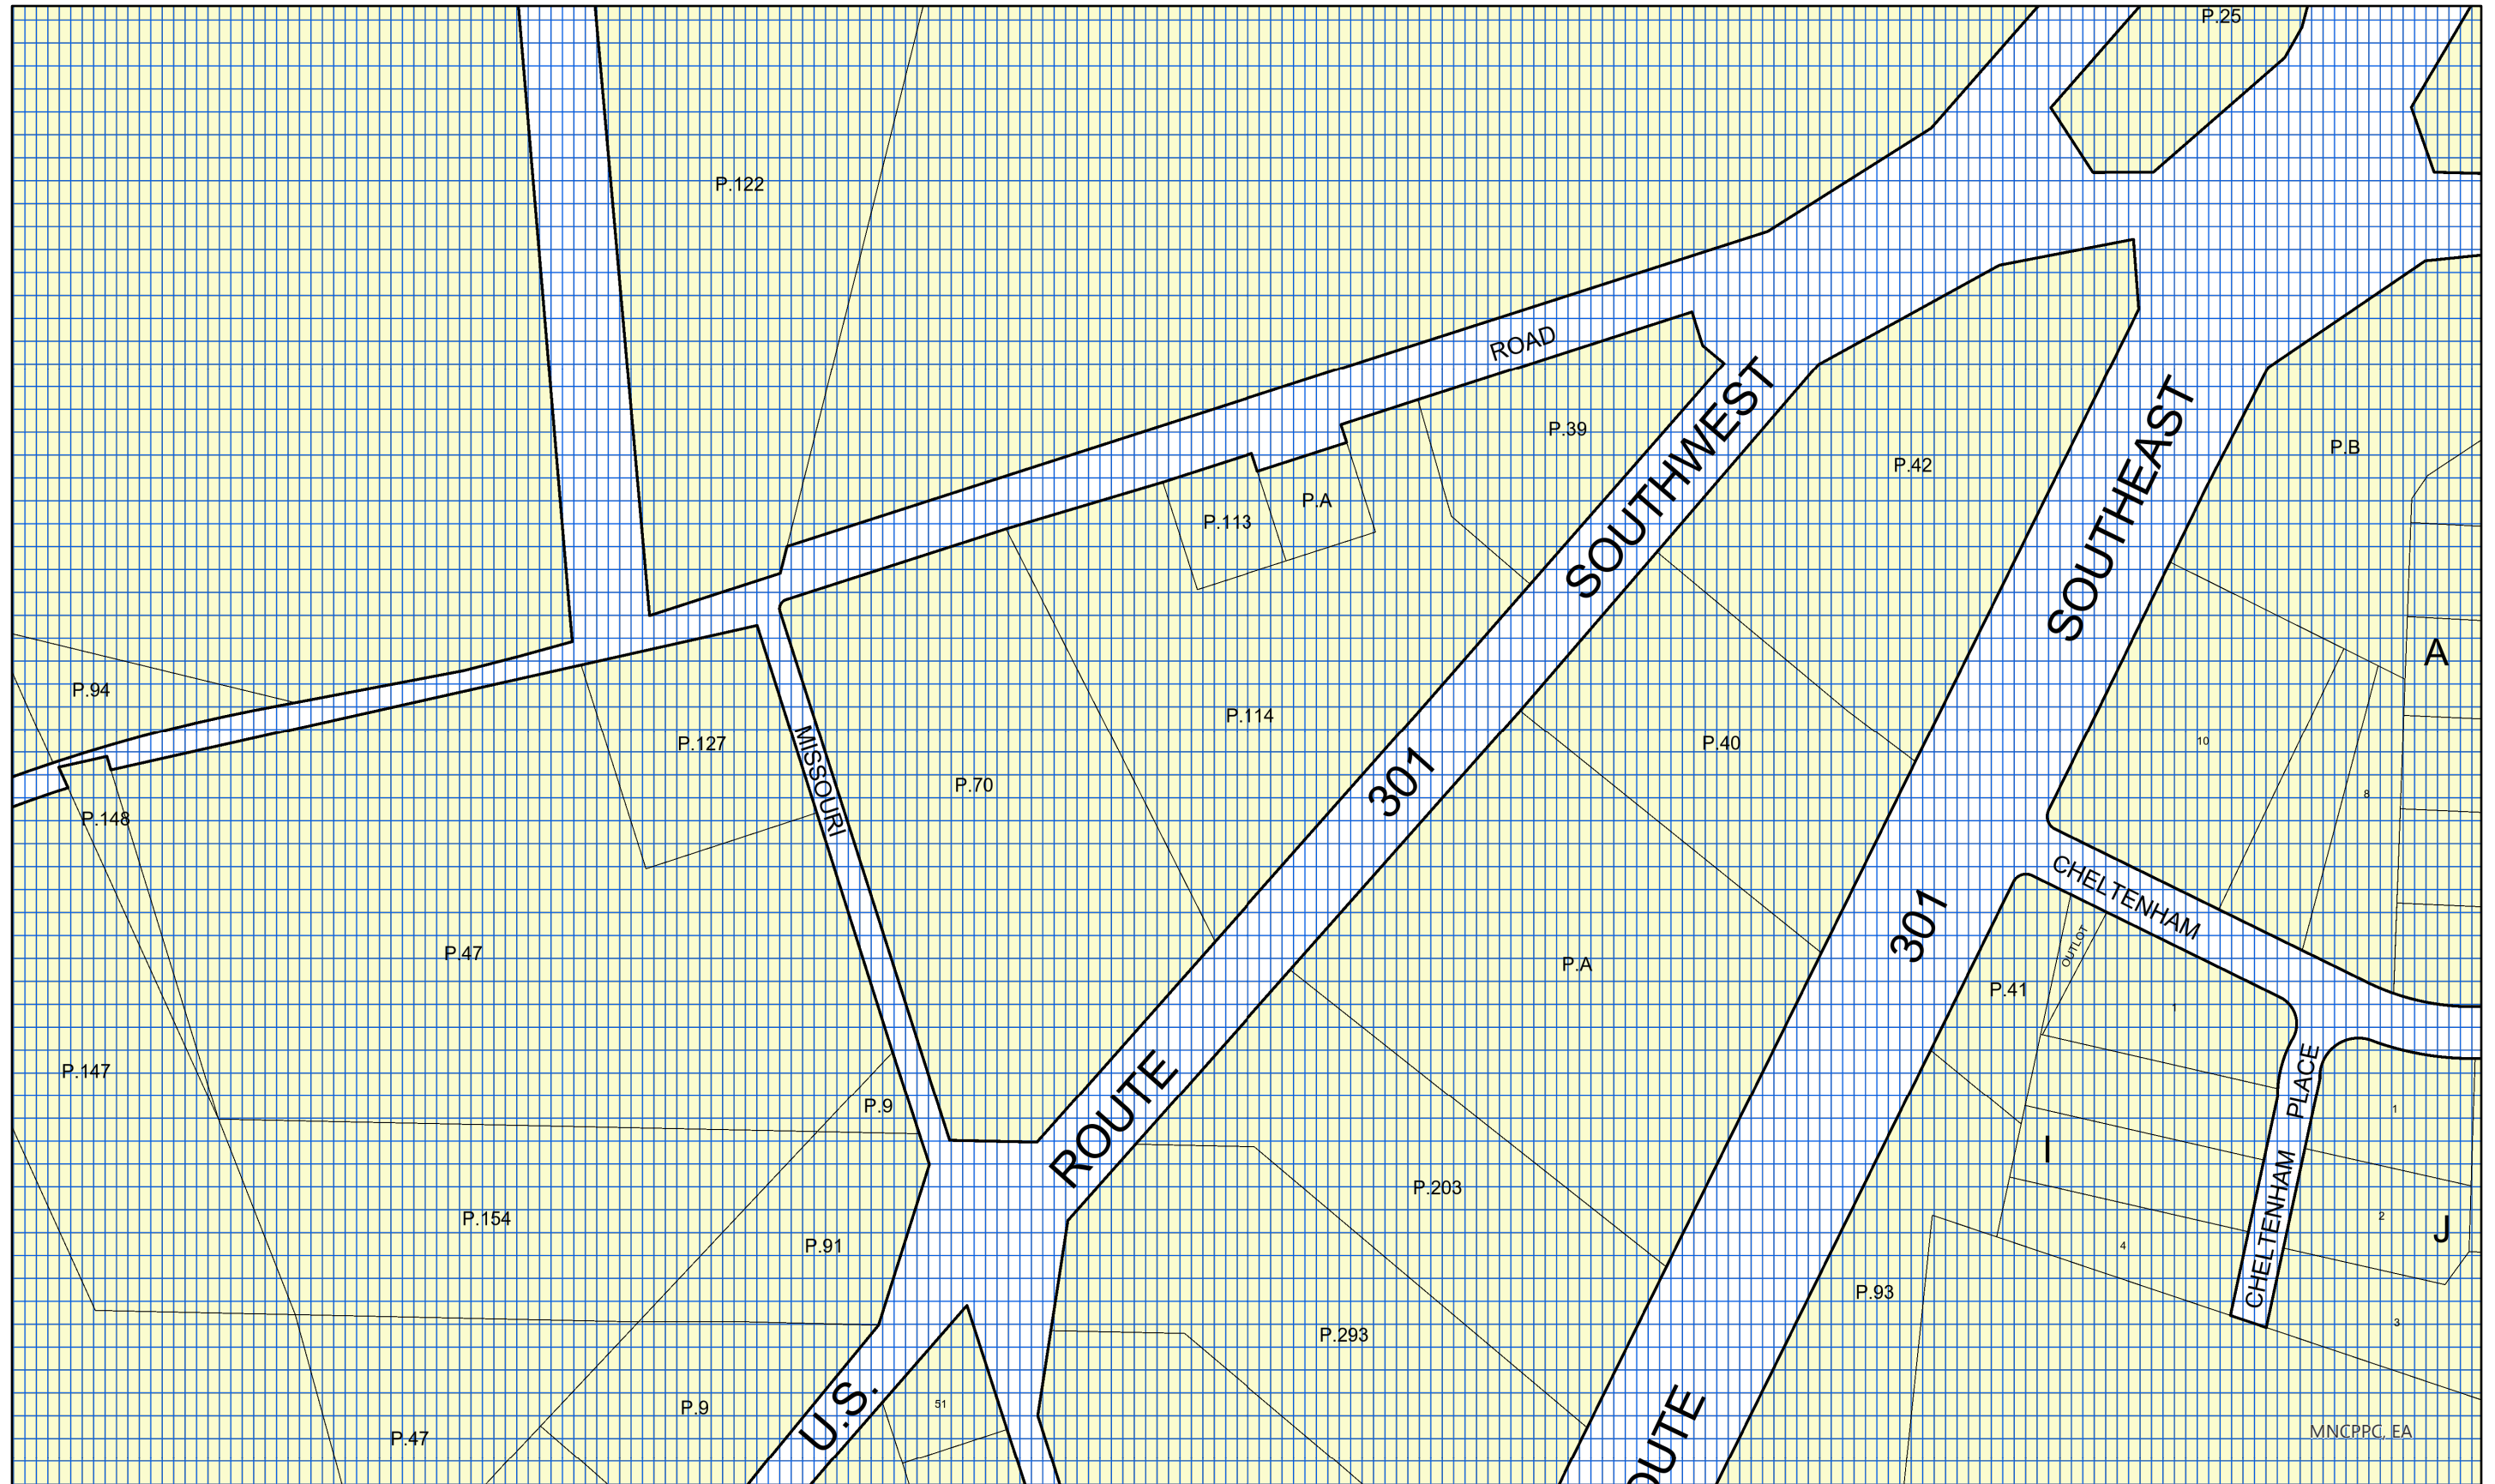 P.25
P.122
ROAD
P.39
SOUTHWEST
P.42
SOUTHEAST
P.B
P.A
P.113
A
P.94
P.127
MISSOURI
P.114
P.40
10
P.70
301
8
P.148
CHELTENHAM
301
OUTLOT
P.47
P.A
P.41
1
P.147
ROUTE
PLACE
P.9
1
I
P.203
CHELTENHAM
P.154
P.91
4
2
J
P.93
3
P.293
U.S.
51
P.9
OUTE
P.47
MNCPPC, EA